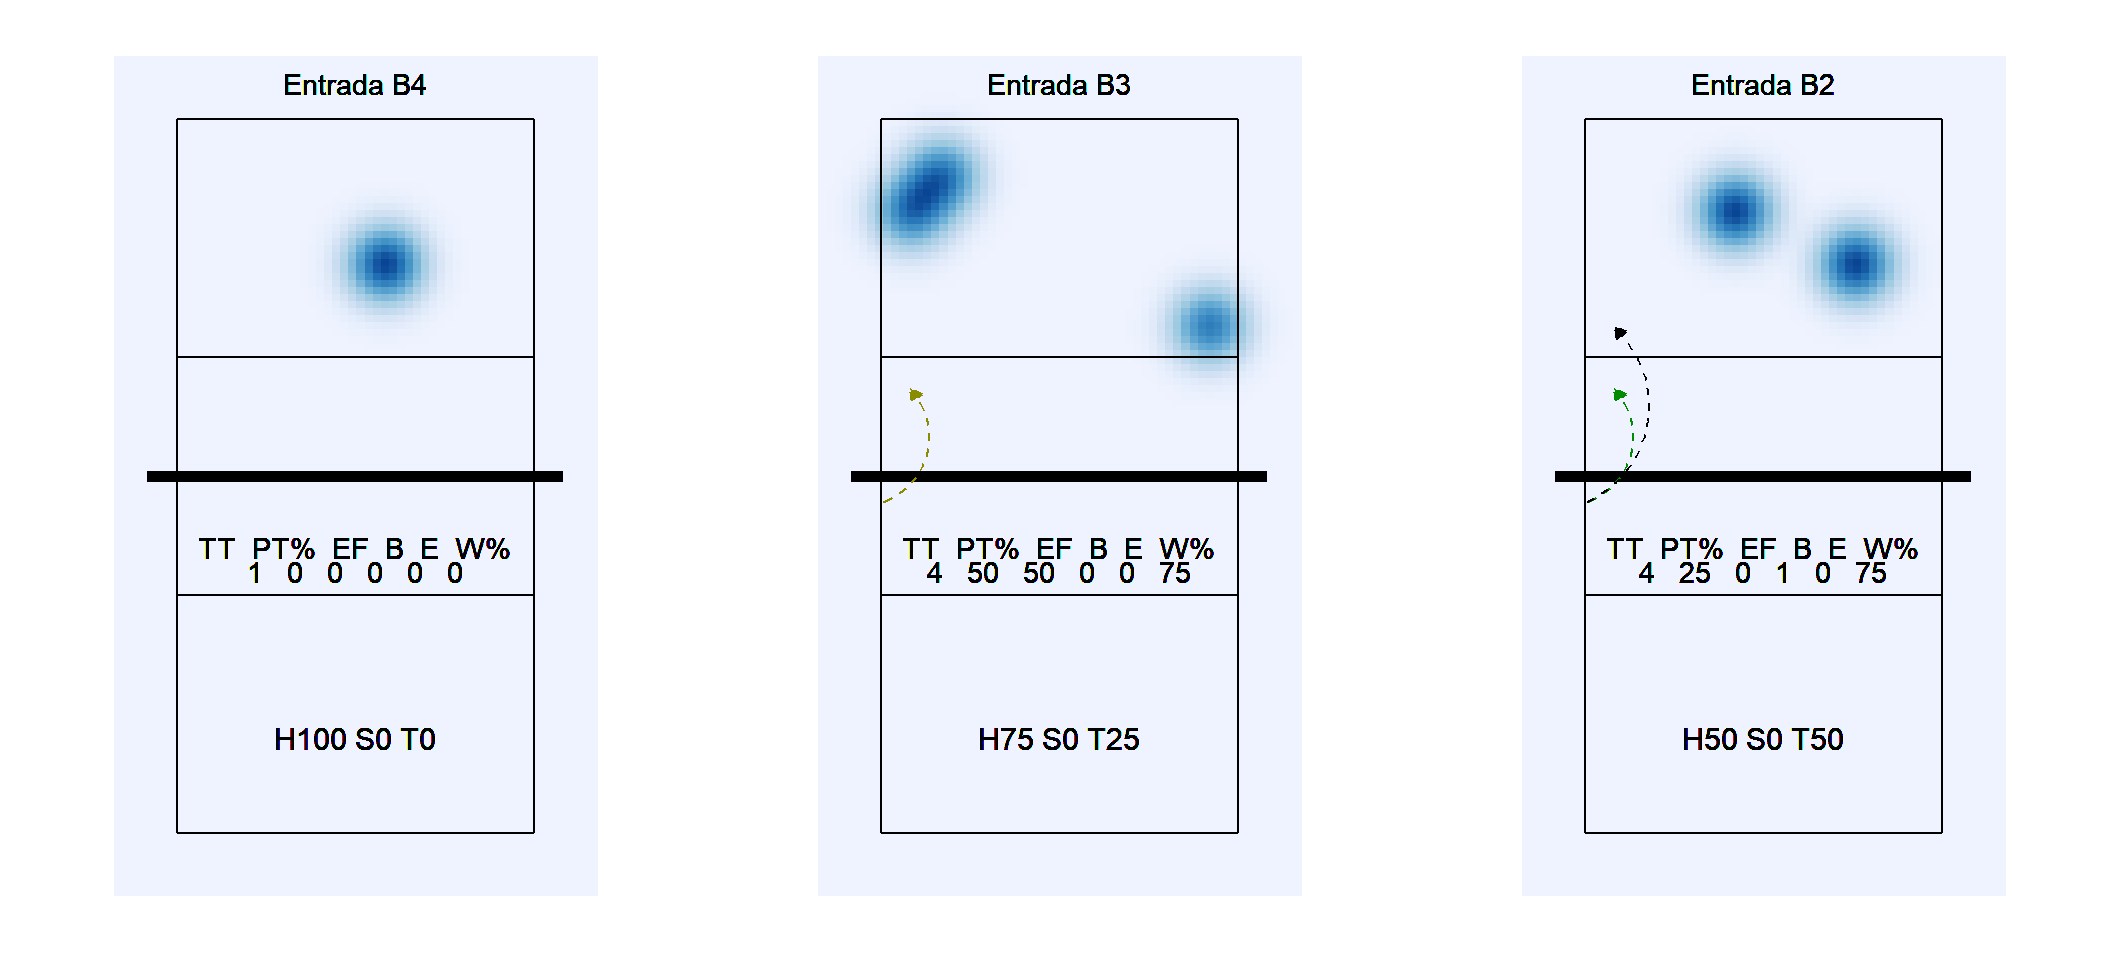 Entrada B4
TT PT% EF B E W%
1 0 0 0 0 0
H100 S0 T0
Entrada B3
TT PT% EF B E W%
4 50 50 0 0 75
H75 S0 T25
Entrada B2
TT PT% EF B E W%
4 25 0 1 0 75
H50 S0 T50